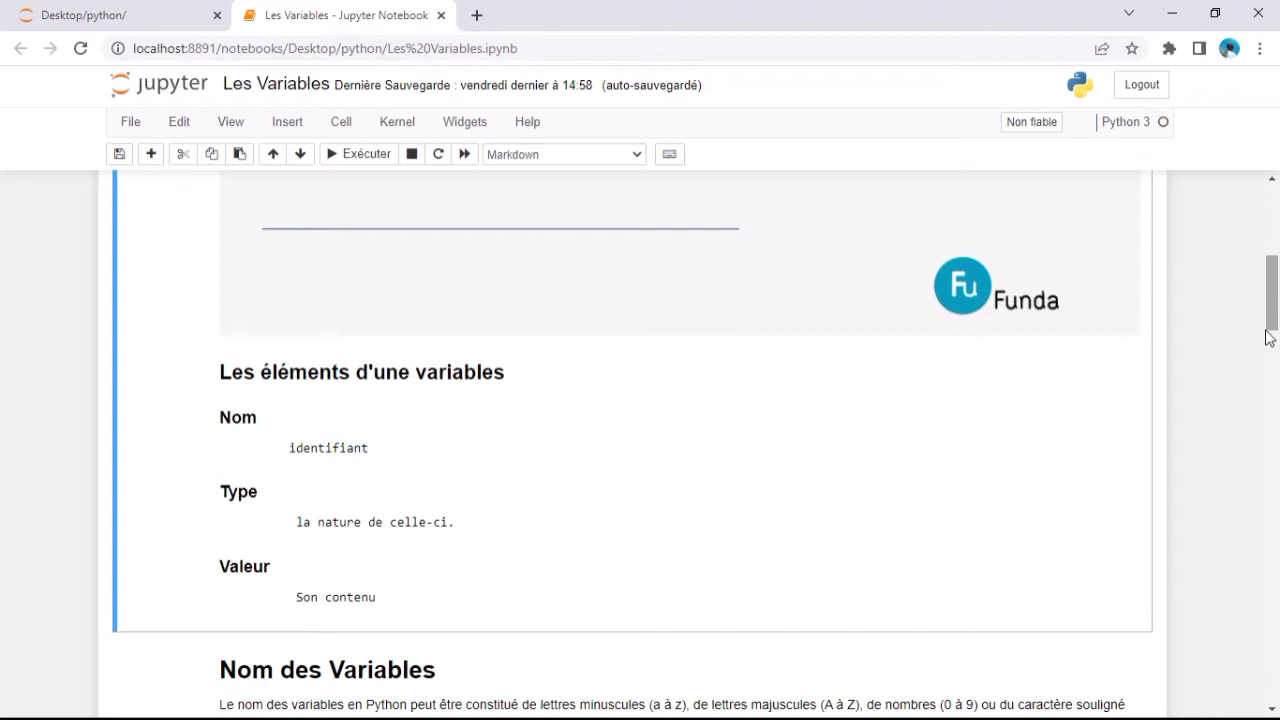 Desktop/python/
Les Variables - Jupyter Notebook
localhost:8891/notebooks/Desktop/python/Les%20Variables.ipynb
jupyter Les Variables Dernière Sauvegarde : vendredi dernier à 14:58 (auto-sauvegardé)
Logout
File Edit View Insert Cell Kernel Widgets Help
Non fiable
Python 3
Exécuter
Markdown
Fu Funda
Les éléments d'une variables
Nom
identifiant
Type
la nature de celle-ci.
Valeur
Son contenu
Nom des Variables
Le nom des variables en Python peut être constitué de lettres minuscules (a à z), de lettres majuscules (A à Z), de nombres (0 à 9) ou du caractère souligné